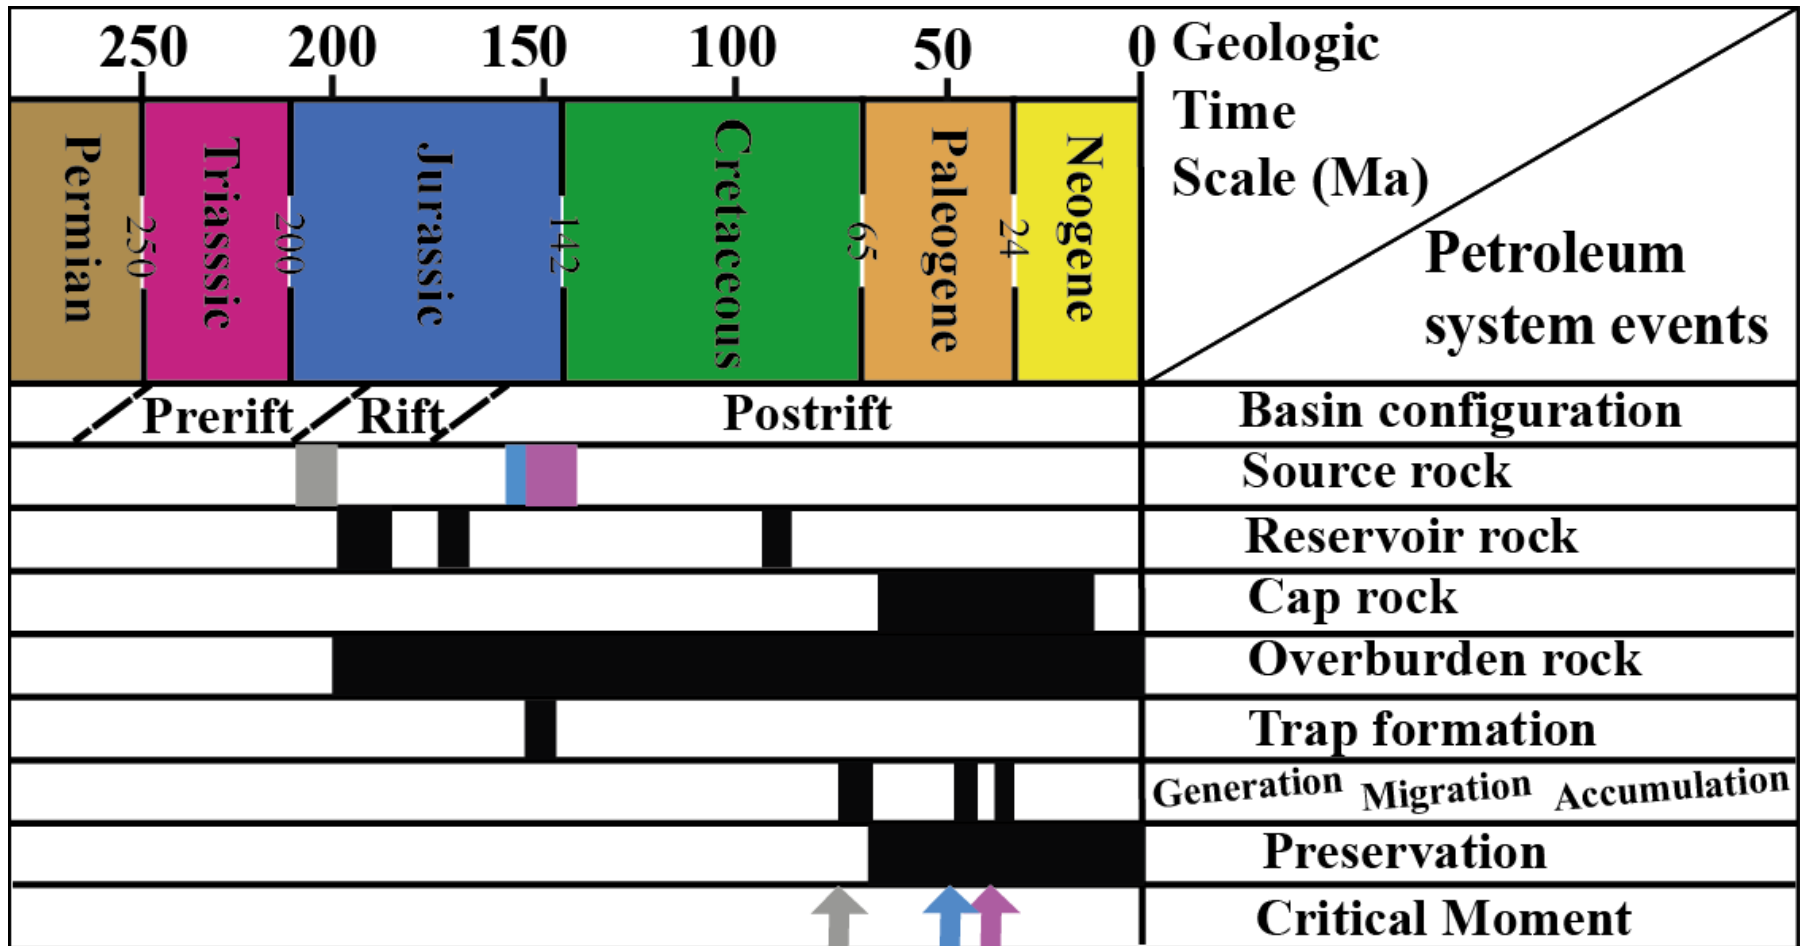 250 200 150 100 50 0
Geologic
Time
Scale (Ma)
Petroleum
system events
Permian
250
Triasssic
200
Jurassic
142
Cretaceous
65
Paleogene
24
Neogene
Prerift Rift Postrift Basin configuration
Source rock
Reservoir rock
Cap rock
Overburden rock
Trap formation
Generation Migration Accumulation
Preservation
Critical Moment